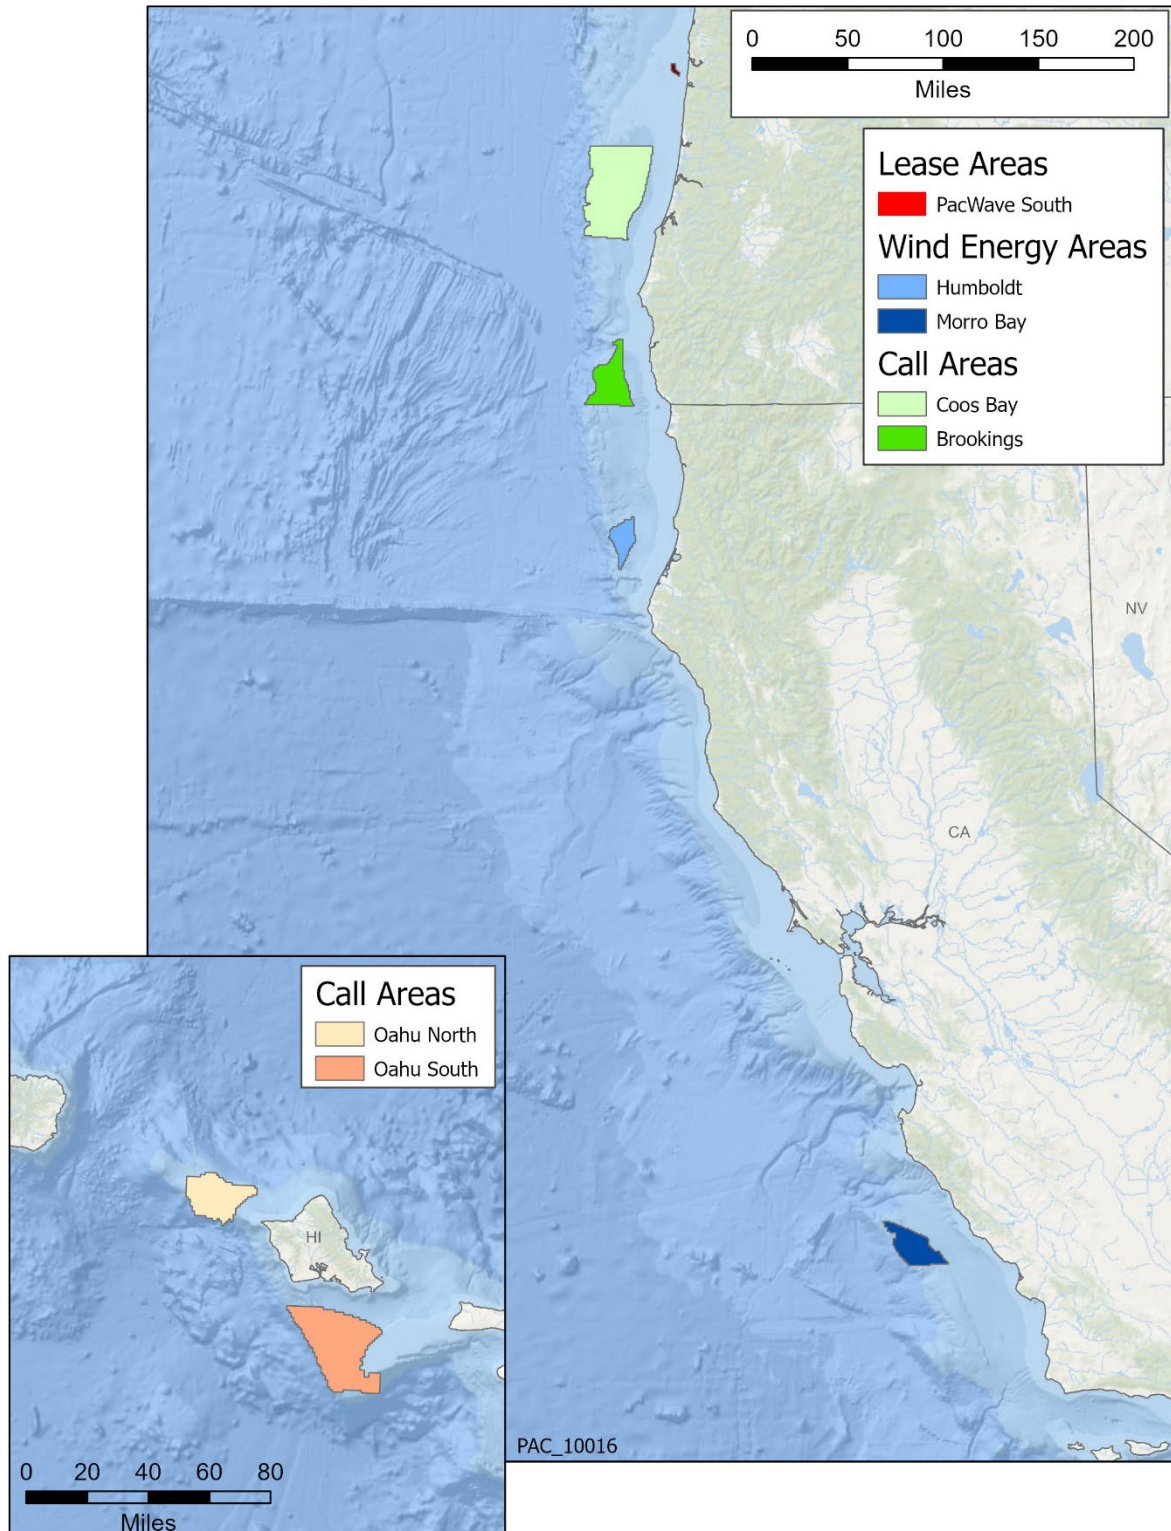 0 50 100 150 200
Miles
Lease Areas
PacWave South
Wind Energy Areas
Humboldt
Morro Bay
Call Areas
Coos Bay
Brookings
NV
CA
Call Areas
Oahu North
Oahu South
HI
PAC_10016
0 20 40 60 80
Miles